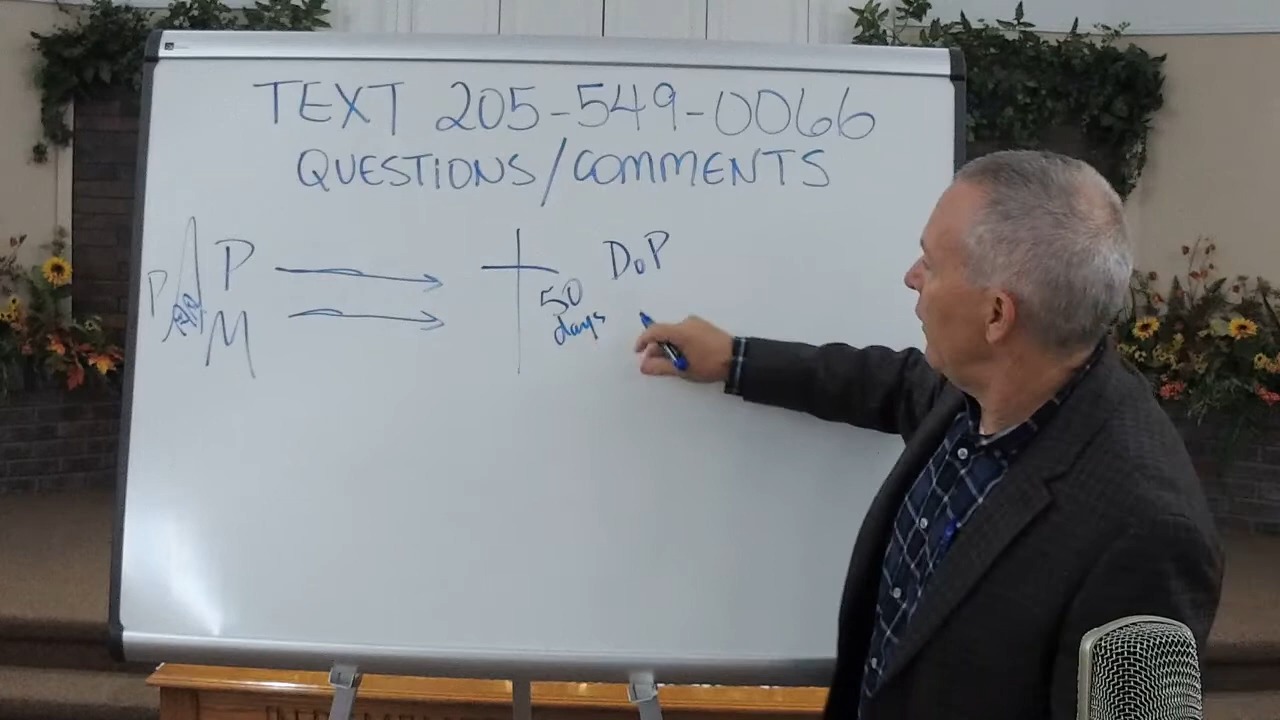 TEXT 205-549-0066
QUESTIONS/COMMENTS
P P
M
DoP
50
days